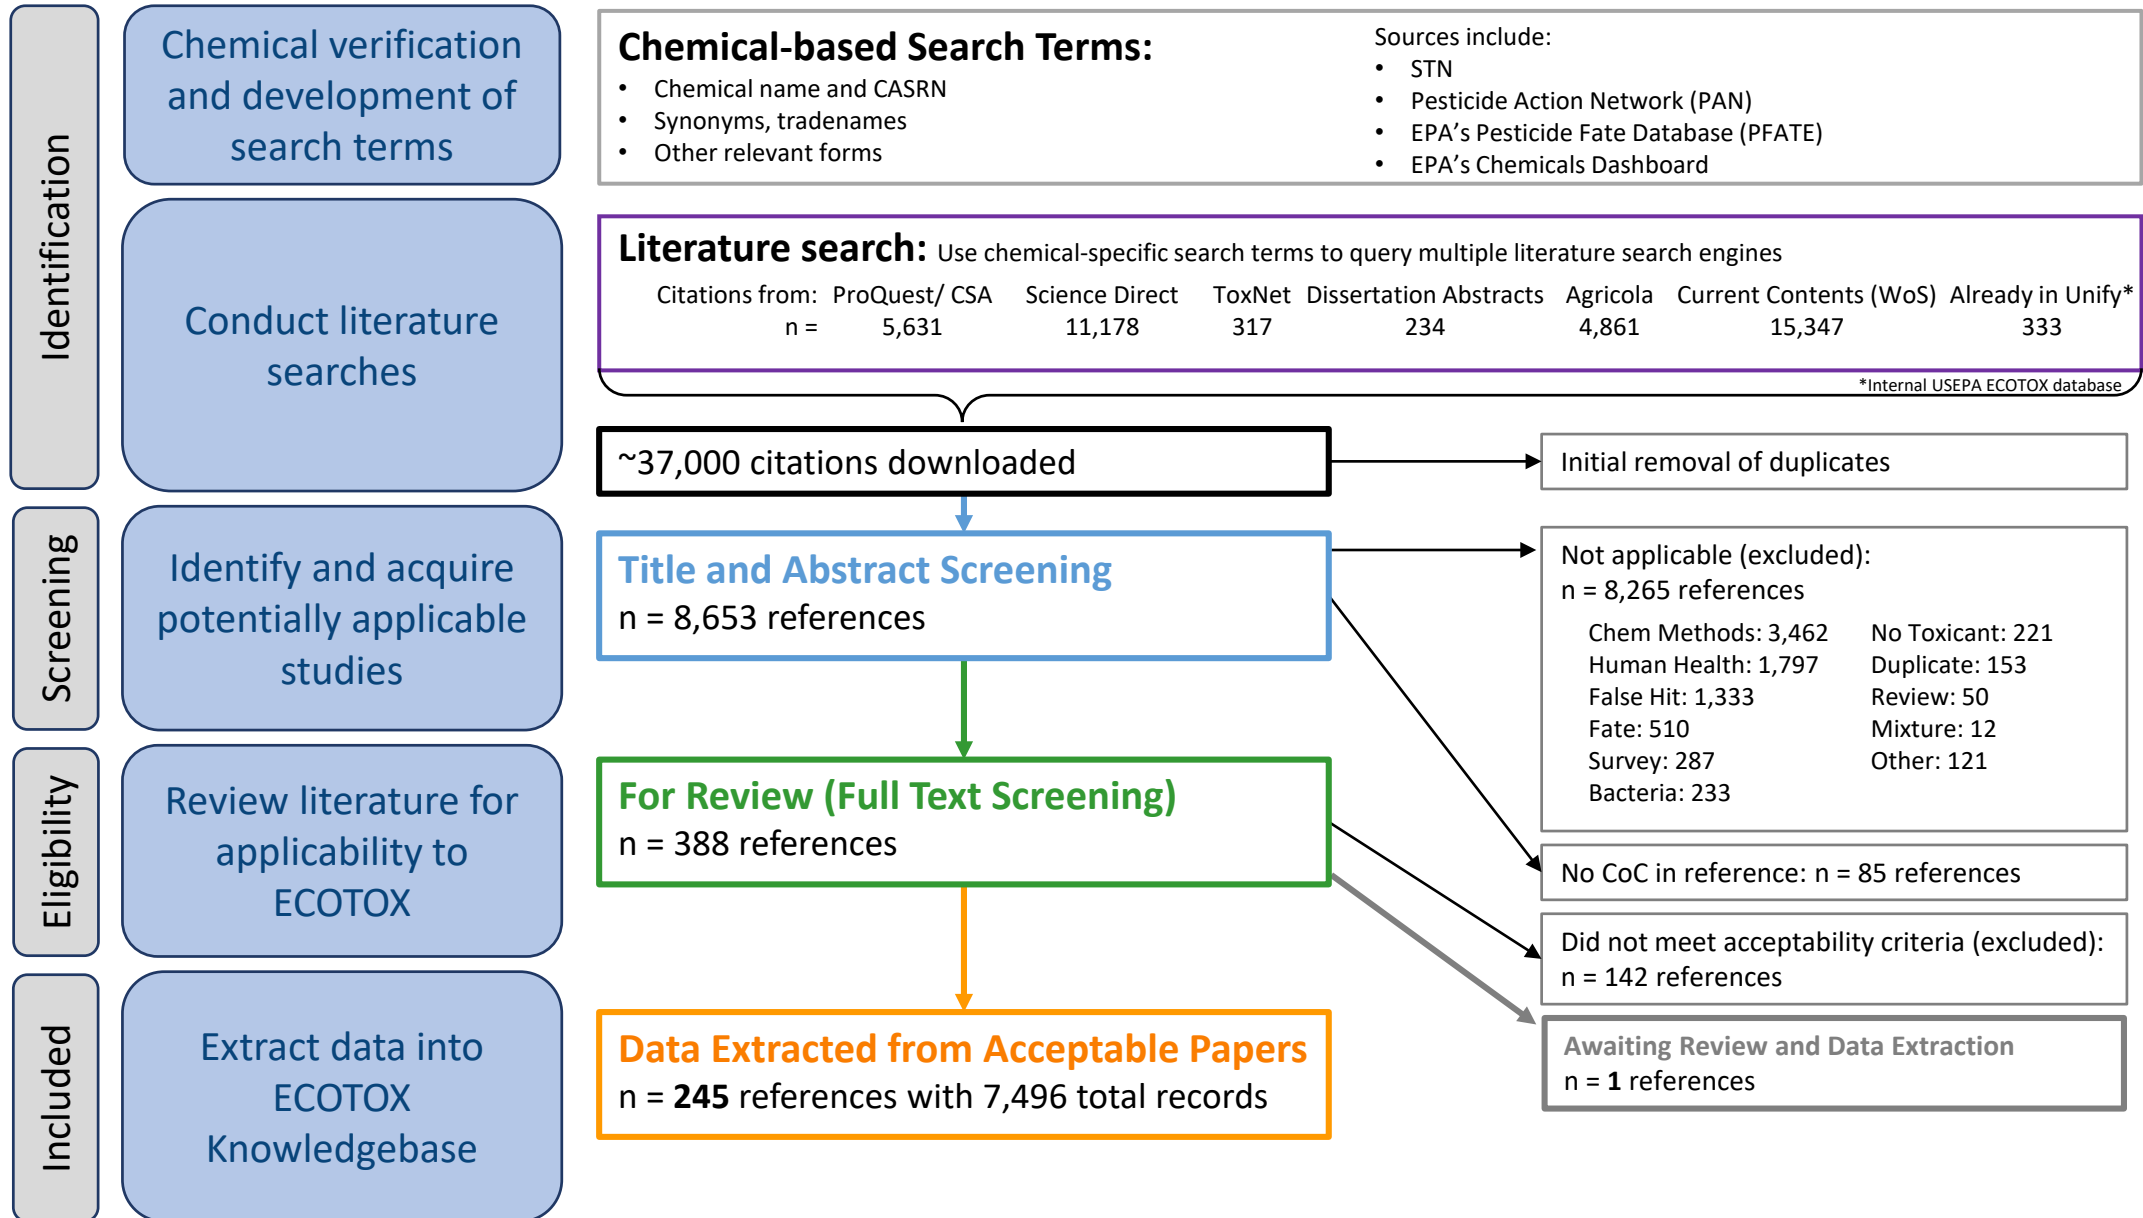 Identification
Chemical verification
and development of
search terms
Chemical-based Search Terms:
• Chemical name and CASRN
• Synonyms, tradenames
• Other relevant forms
Sources include:
• STN
• Pesticide Action Network (PAN)
• EPA's Pesticide Fate Database (PFATE)
• EPA's Chemicals Dashboard
Conduct literature
searches
Literature search: Use chemical-specific search terms to query multiple literature search engines
Citations from: ProQuest/ CSA Science Direct ToxNet Dissertation Abstracts Agricola Current Contents (WoS) Already in Unify*
n = 5,631 11,178 317 234 4,861 15,347 333
*Internal USEPA ECOTOX database
~37,000 citations downloaded
Initial removal of duplicates
Screening
Identify and acquire
potentially applicable
studies
Title and Abstract Screening
n = 8,653 references
Not applicable (excluded):
n = 8,265 references
Chem Methods: 3,462
Human Health: 1,797
False Hit: 1,333
Fate: 510
Survey: 287
Bacteria: 233
No Toxicant: 221
Duplicate: 153
Review: 50
Mixture: 12
Other: 121
No CoC in reference: n = 85 references
Eligibility
Review literature for
applicability to
ECOTOX
For Review (Full Text Screening)
n = 388 references
Did not meet acceptability criteria (excluded):
n = 142 references
Awaiting Review and Data Extraction
n = 1 references
Included
Extract data into
ECOTOX
Knowledgebase
Data Extracted from Acceptable Papers
n = 245 references with 7,496 total records